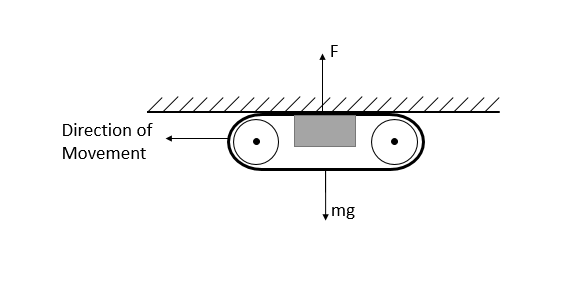 F
Direction of
Movement
mg